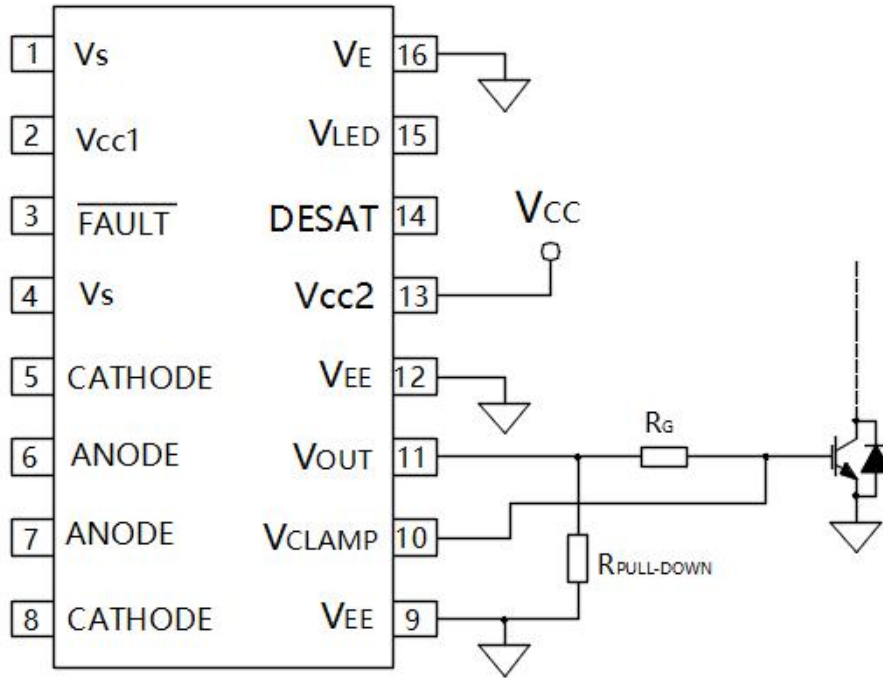 1 Vs VE 16
2 Vcc1 VLED 15
3 FAULT DESAT 14
VCC
4 Vs Vcc2 13
5 CATHODE VEE 12
RG
6 ANODE VOUT 11
7 ANODE VCLAMP 10
RPULL-DOWN
8 CATHODE VEE 9